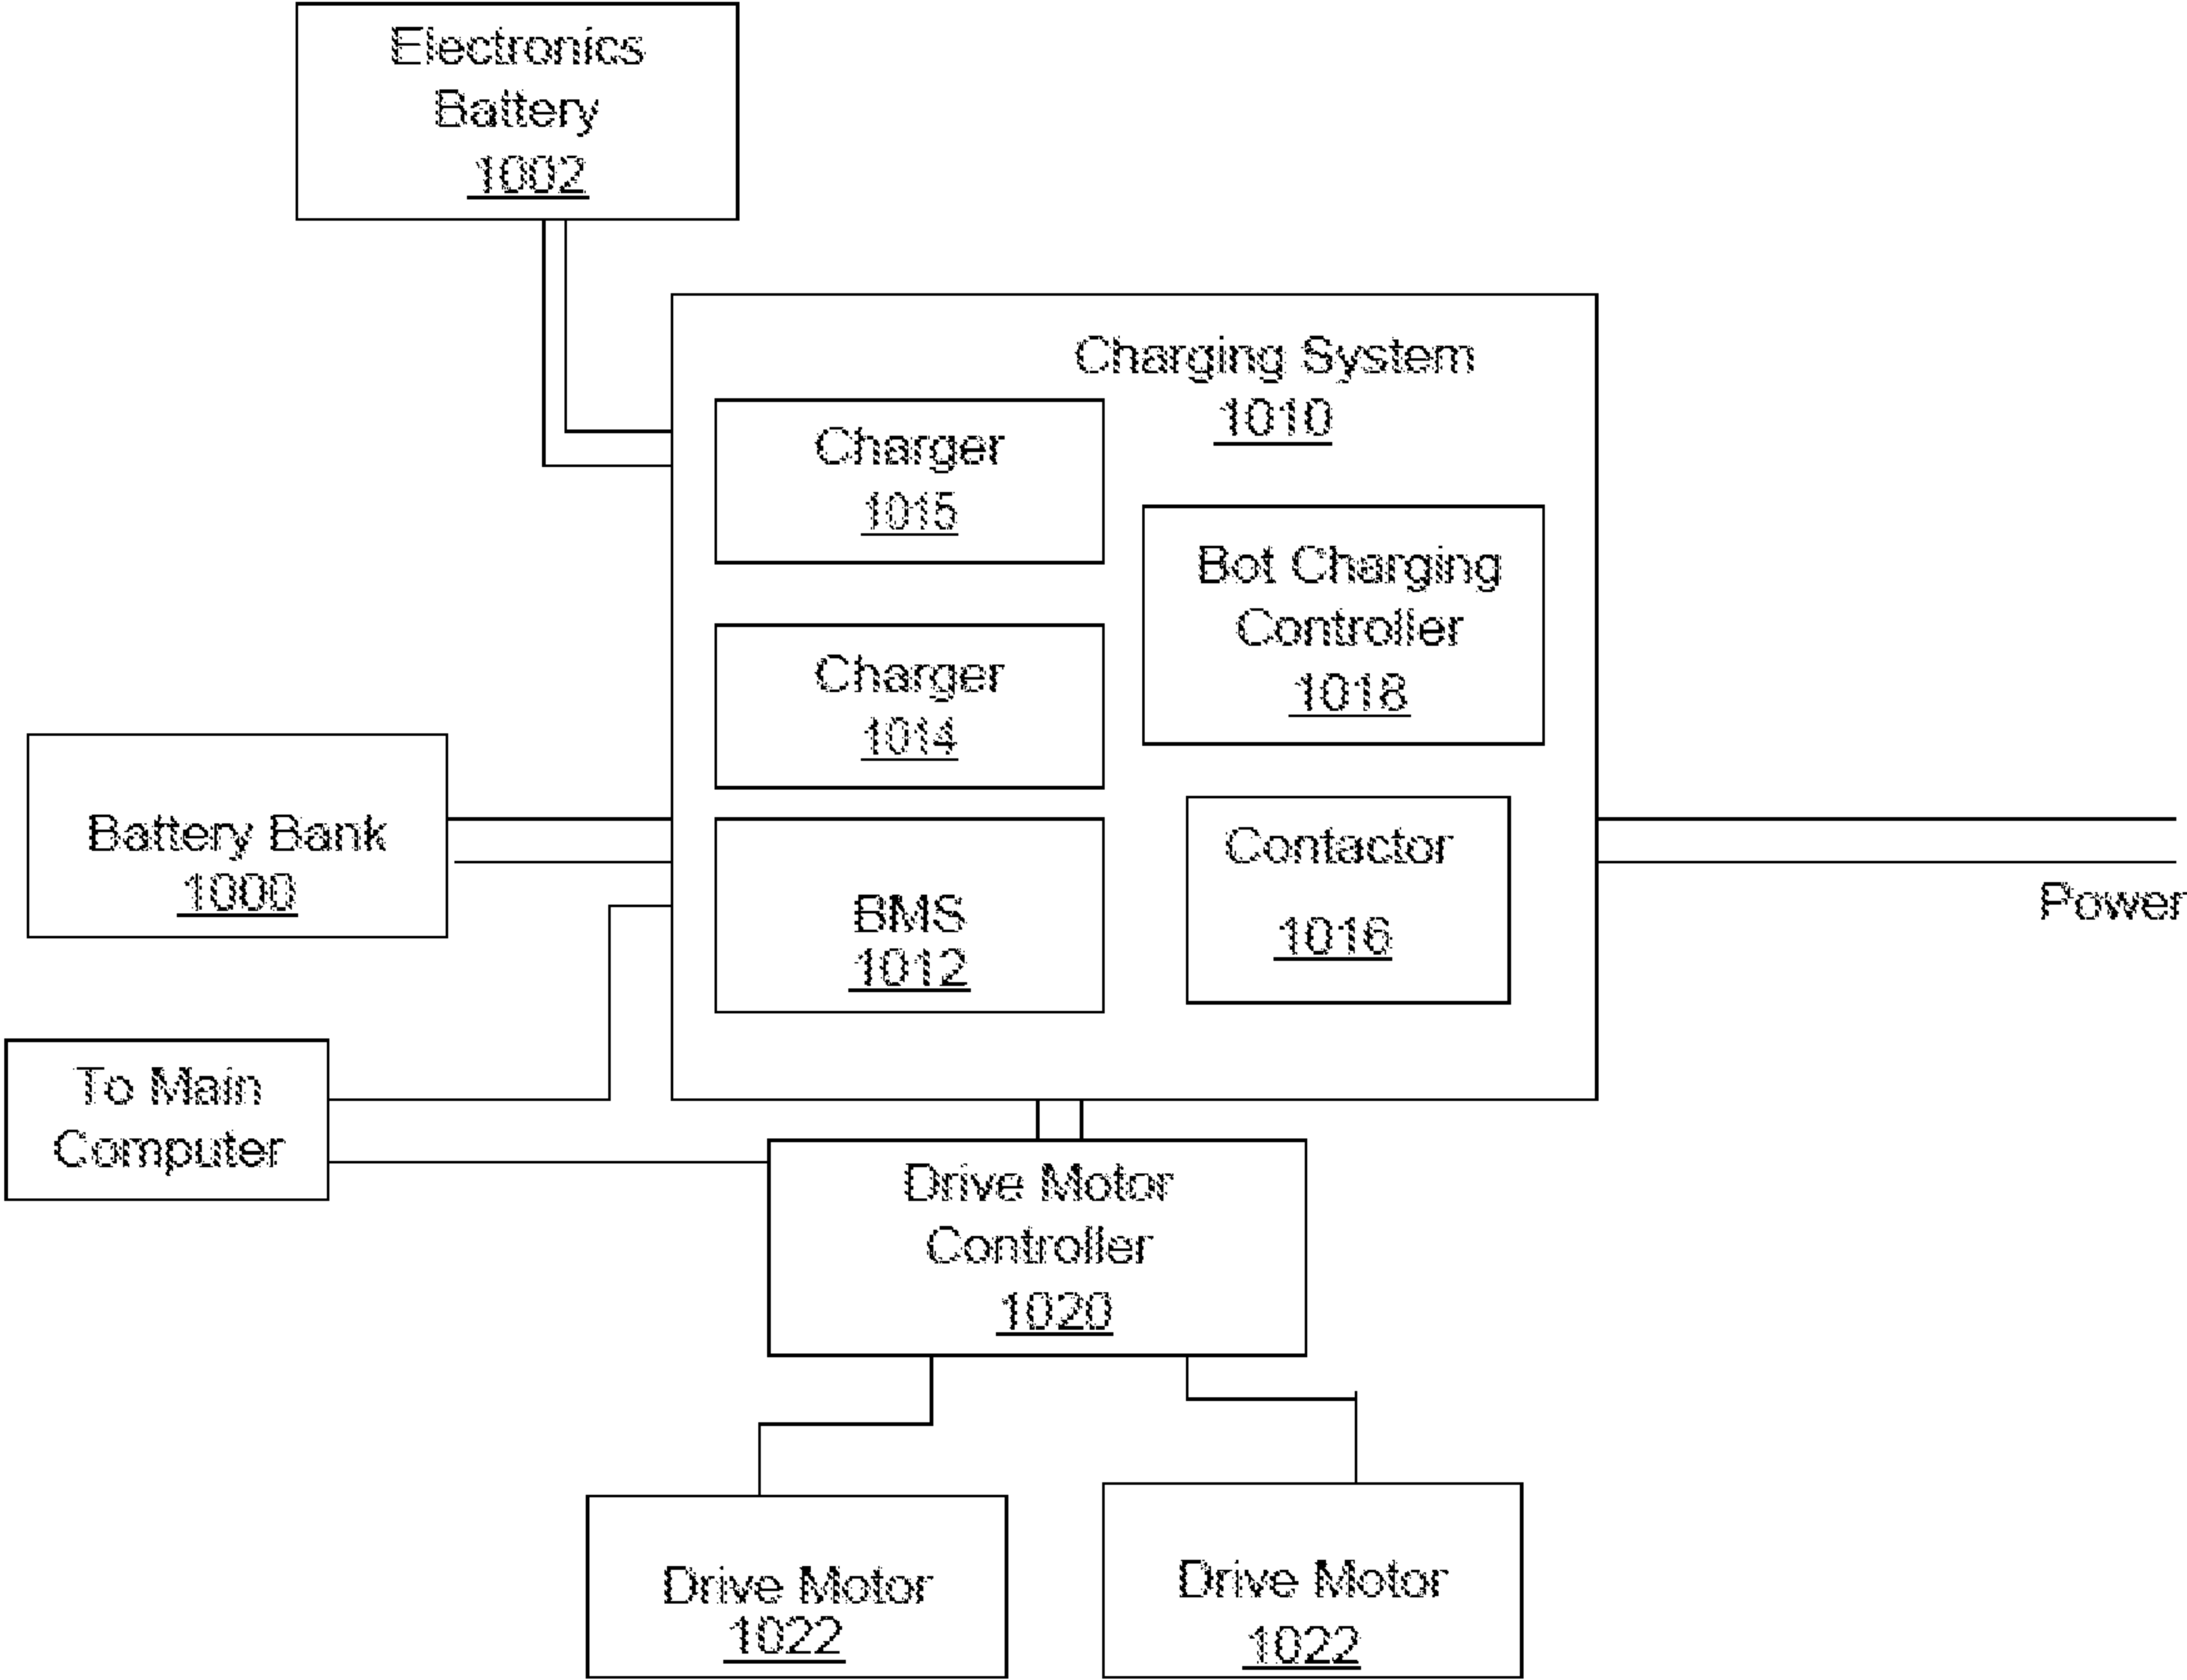 Electronics
Battery
1002
Charging System
1010
Charger
1015
Bot Charging
Controller
1018
Charger
1014
Battery Bank
1000
BMS
1012
Contactor
1016
Power
To Main
Computer
Drive Motor
Controller
1020
Drive Motor
1022
Drive Motor
1022